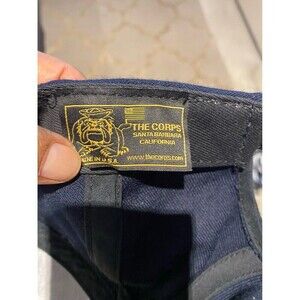 THE CORPS
SANTA BARBARA
CALIFORNIA
MADE IN U.S.A.
www.thecorps.com